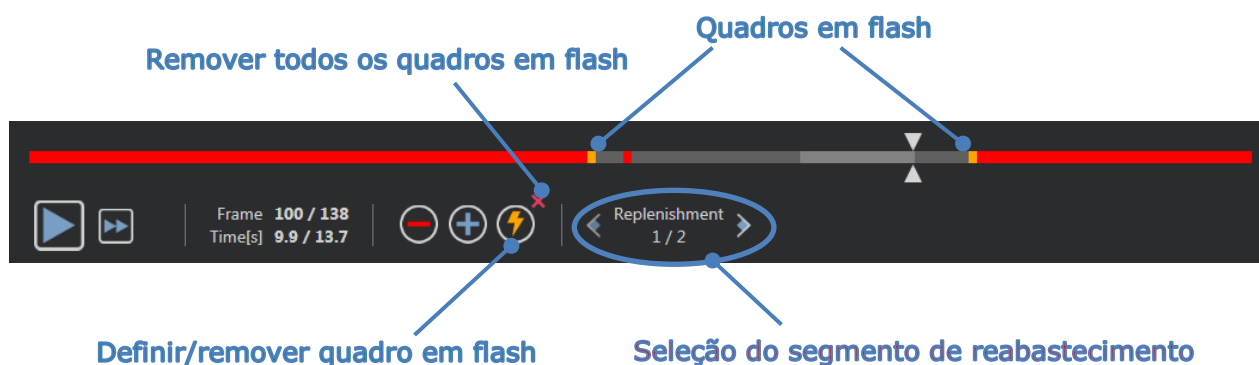 Quadros em flash
Remover todos os quadros em flash
Frame 100 / 138
Time[s] 9.9 / 13.7
Replenishment
1 / 2
Definir/remover quadro em flash
Seleção do segmento de reabastecimento